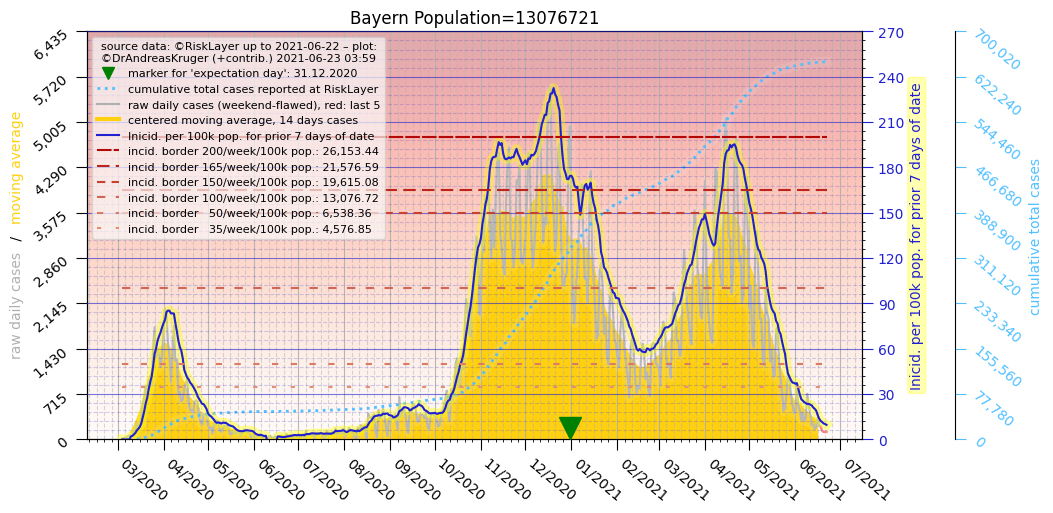 Bayern Population=13076721
source data: ©RiskLayer up to 2021-06-22 – plot:
©DrAndreasKruger (+contrib.) 2021-06-23 03:59
marker for 'expectation day': 31.12.2020
cumulative total cases reported at RiskLayer
raw daily cases (weekend-flawed), red: last 5
centered moving average, 14 days cases
Inicid. per 100k pop. for prior 7 days of date
incid. border 200/week/100k pop.: 26,153.44
incid. border 165/week/100k pop.: 21,576.59
incid. border 150/week/100k pop.: 19,615.08
incid. border 100/week/100k pop.: 13,076.72
incid. border 50/week/100k pop.: 6,538.36
incid. border 35/week/100k pop.: 4,576.85
raw daily cases / moving average
6,435
5,720
5,005
4,290
3,575
2,860
2,145
1,430
715
0
03/2020
04/2020
05/2020
06/2020
07/2020
08/2020
09/2020
10/2020
11/2020
12/2020
01/2021
02/2021
03/2021
04/2021
05/2021
06/2021
07/2021
270
240
210
180
150
120
90
60
30
0
Inicid. per 100k pop. for prior 7 days of date
700,020
622,240
544,460
466,680
388,900
311,120
233,340
155,560
77,780
0
cumulative total cases